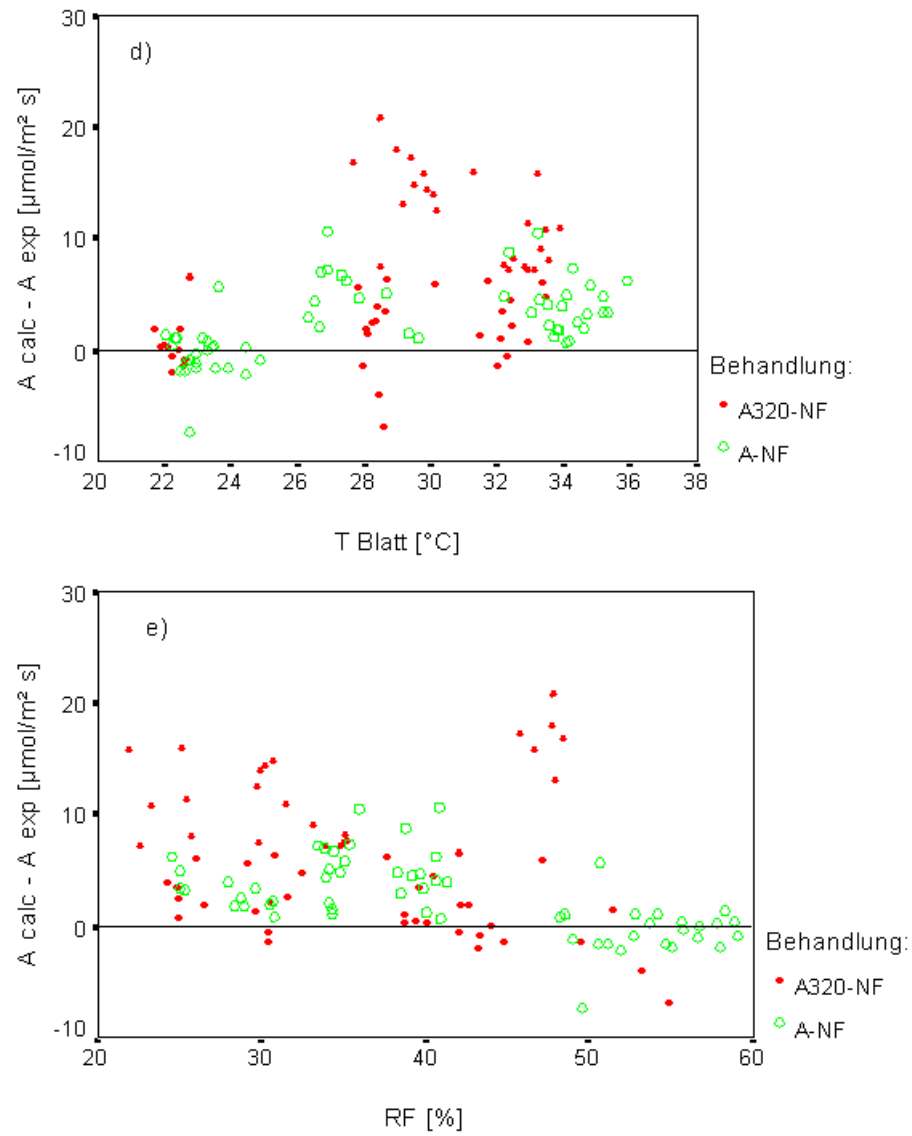 30
d)
20
10
0
-10
A calc - A exp [µmol/m² s]
20 22 24 26 28 30 32 34 36 38
T Blatt [°C]
Behandlung:
A320-NF
A-NF
30
e)
20
10
0
-10
A calc - A exp [µmol/m² s]
20 30 40 50 60
RF [%]
Behandlung:
A320-NF
A-NF